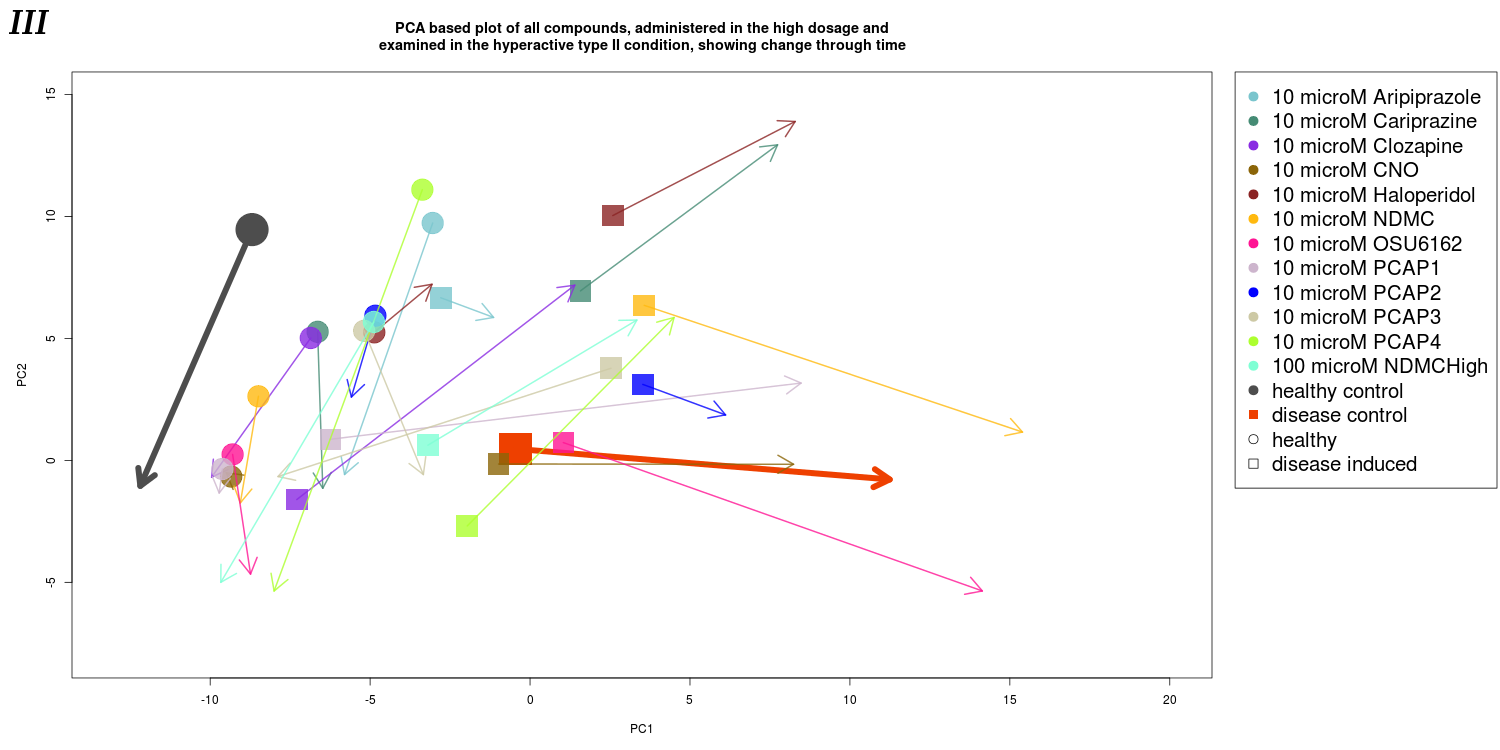 III
PCA based plot of all compounds, administered in the high dosage and
examined in the hyperactive type II condition, showing change through time
15
10
5
0
-5
PC2
-10
-5
0
5
10
15
20
PC1
10 microM Aripiprazole
10 microM Cariprazine
10 microM Clozapine
10 microM CNO
10 microM Haloperidol
10 microM NDMC
10 microM OSU6162
10 microM PCAP1
10 microM PCAP2
10 microM PCAP3
10 microM PCAP4
100 microM NDMCHigh
healthy control
disease control
healthy
disease induced